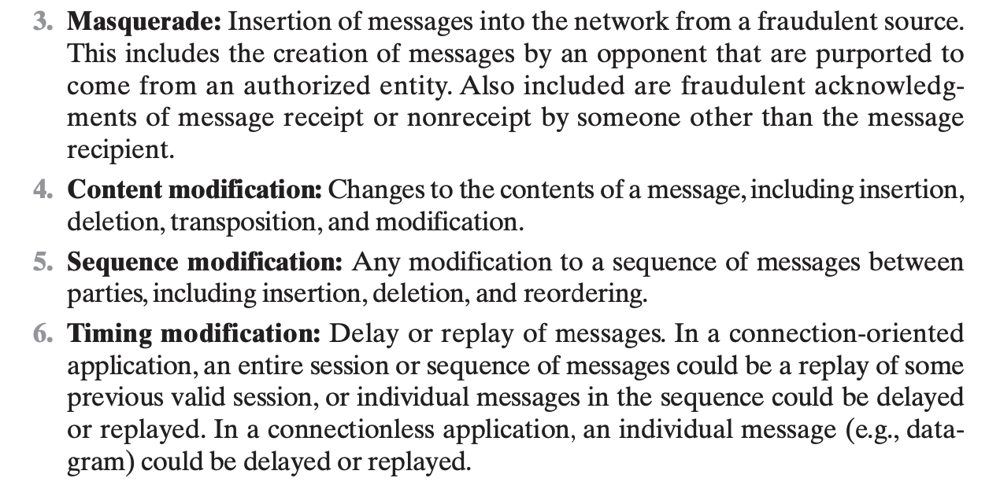 3. Masquerade: Insertion of messages into the network from a fraudulent source.
This includes the creation of messages by an opponent that are purported to
come from an authorized entity. Also included are fraudulent acknowledg-
ments of message receipt or nonreceipt by someone other than the message
recipient.
4. Content modification: Changes to the contents of a message, including insertion,
deletion, transposition, and modification.
5. Sequence modification: Any modification to a sequence of messages between
parties, including insertion, deletion, and reordering.
6. Timing modification: Delay or replay of messages. In a connection-oriented
application, an entire session or sequence of messages could be a replay of some
previous valid session, or individual messages in the sequence could be delayed
or replayed. In a connectionless application, an individual message (e.g., data-
gram) could be delayed or replayed.